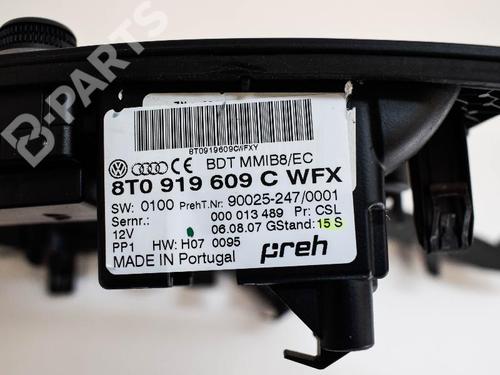 B-PARTS
8T0919609CWFXY
CE BDT MMIB8/EC
8T0 919 609 C WFX
SW: 0100 PrehT.Nr: 90025-247/0001
Sernr.: 000 013 489 Pr: CSL
12V 06.08.07 GStand: 15 S
PP1 HW: H07 0095
MADE IN Portugal preh